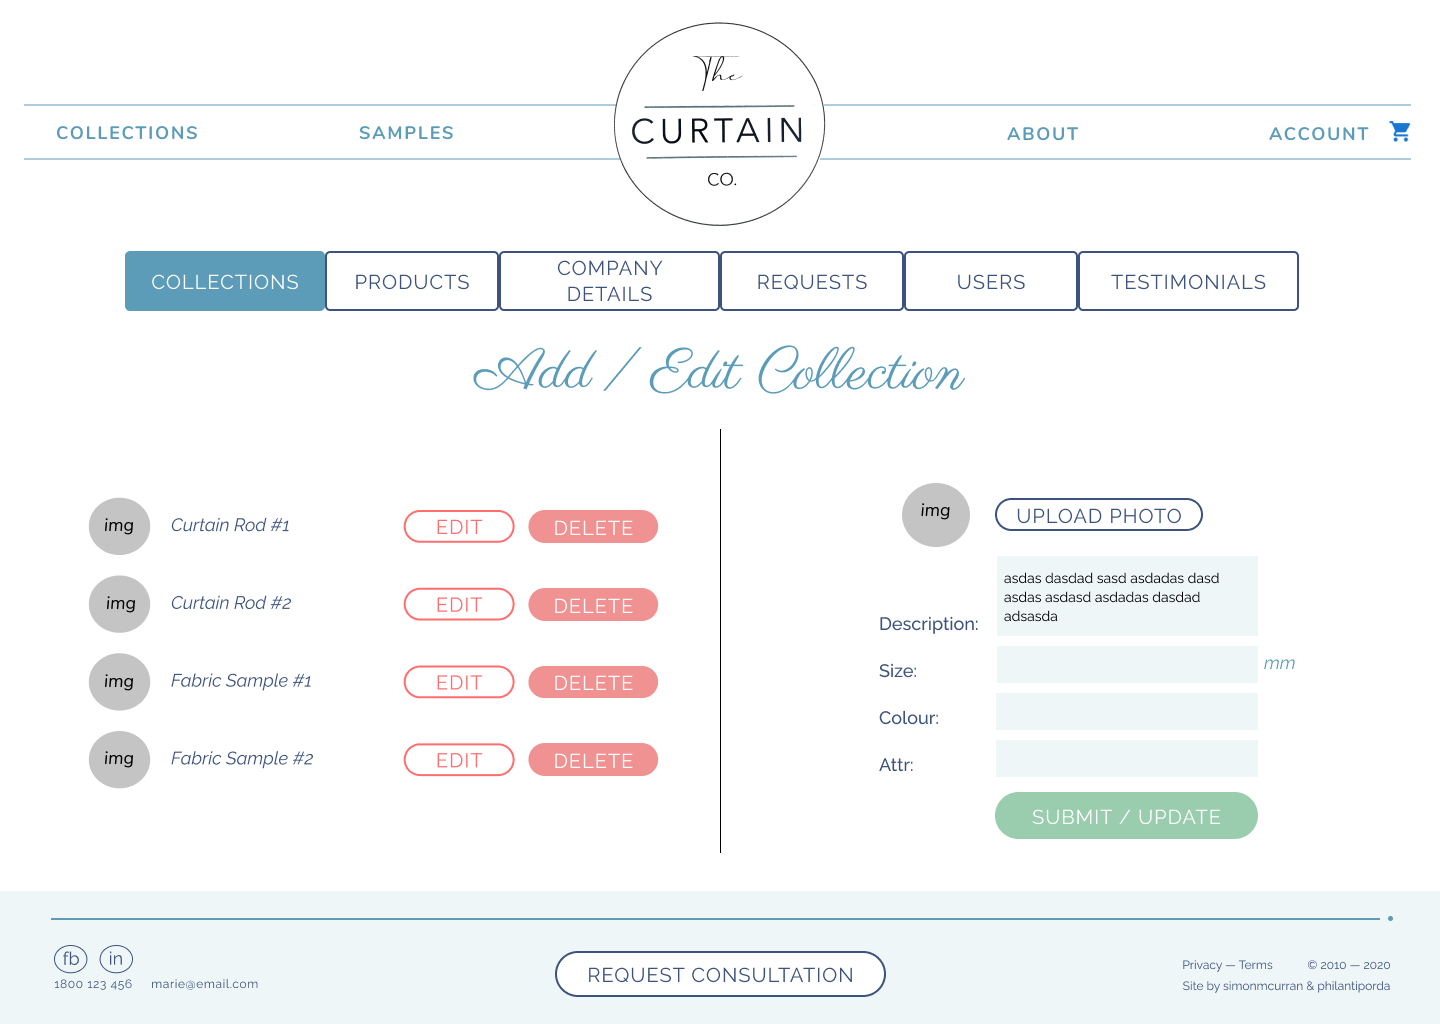 The
CURTAIN
CO.
COLLECTIONS
SAMPLES
ABOUT
ACCOUNT
COLLECTIONS
PRODUCTS
COMPANY
DETAILS
REQUESTS
USERS
TESTIMONIALS
Add / Edit Collection
img
Curtain Rod #1
EDIT
DELETE
img
Curtain Rod #2
EDIT
DELETE
img
Fabric Sample #1
EDIT
DELETE
img
Fabric Sample #2
EDIT
DELETE
img
UPLOAD PHOTO
asdas dasdad sasd asdadas dasd
asdas asdasd asdadas dasdad
adsasda
Description:
Size:
mm
Colour:
Attr:
SUBMIT / UPDATE
fb
in
1800 123 456
marie@email.com
REQUEST CONSULTATION
Privacy — Terms
© 2010 — 2020
Site by simonmcurran & philantiporda